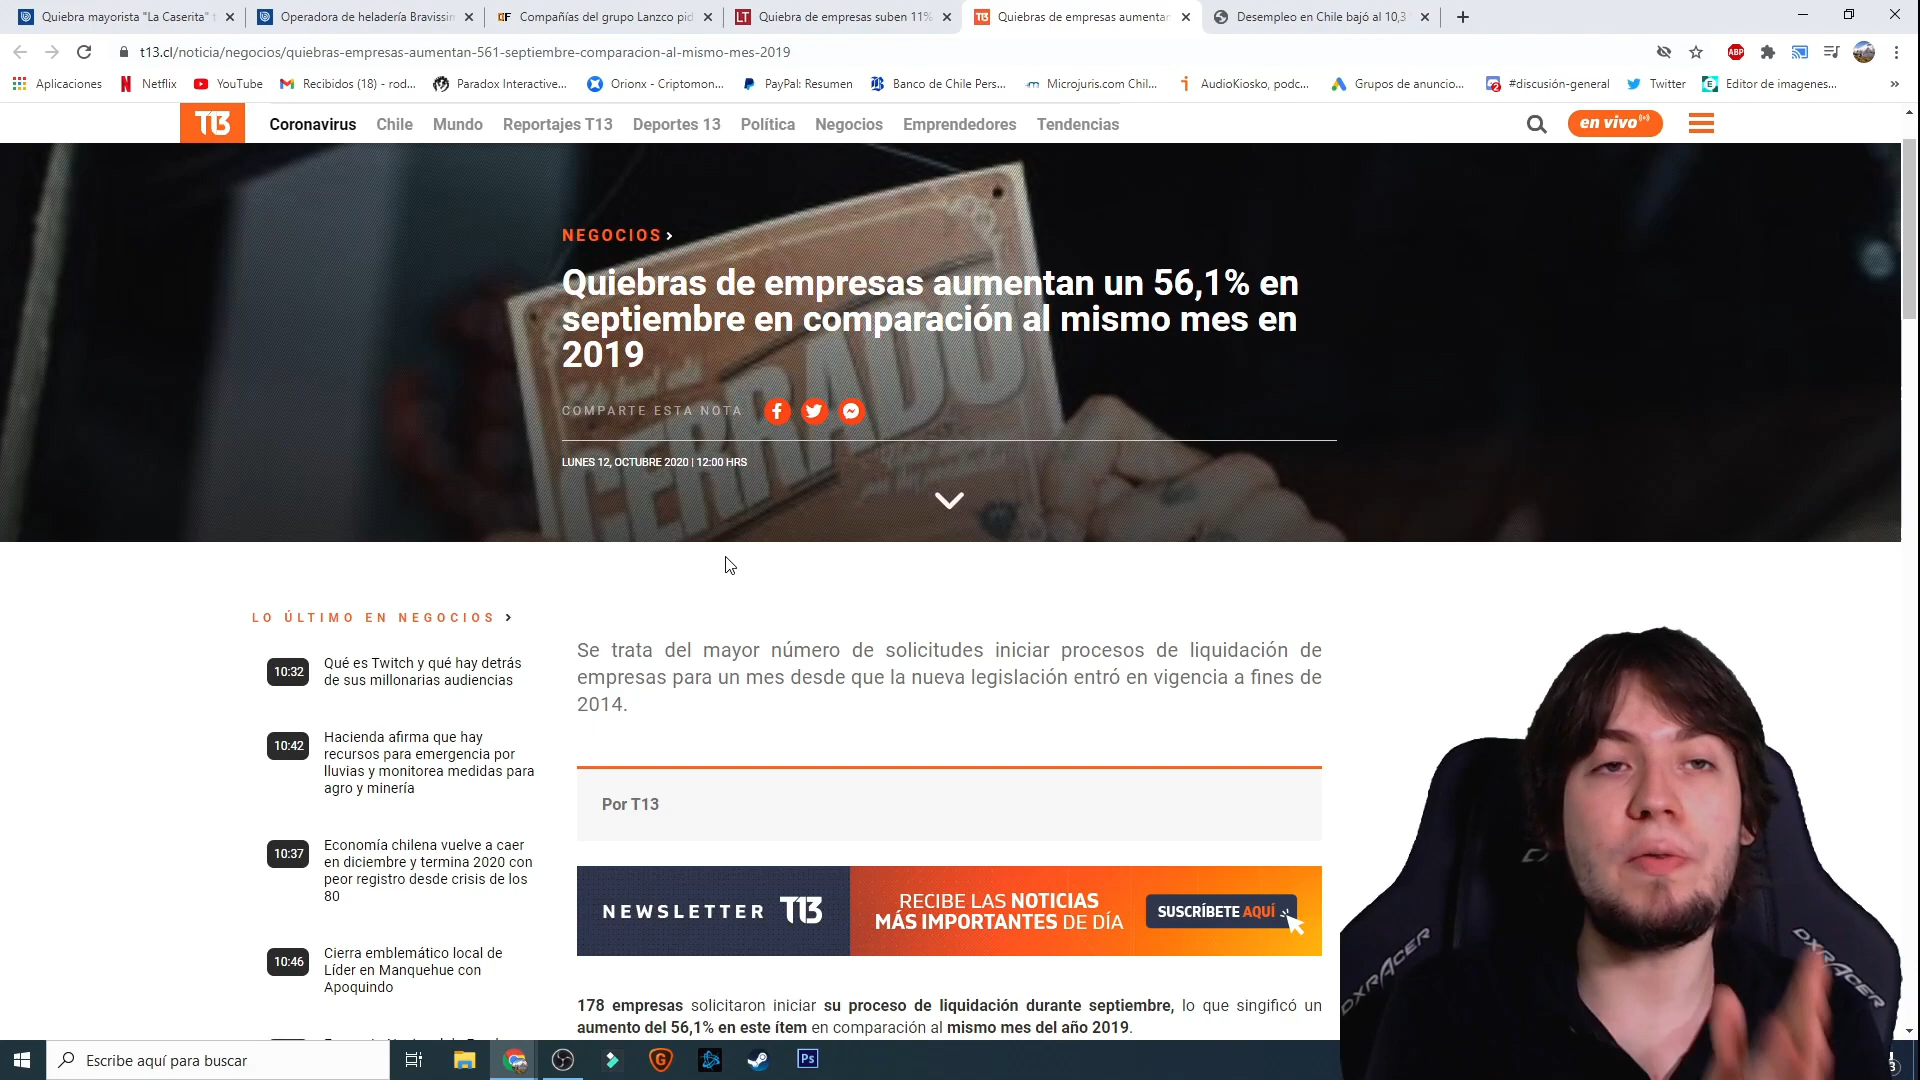 Quiebra mayorista "La Caserita"
Operadora de heladería Bravissim
Compañías del grupo Lanzco pid
Quiebra de empresas suben 11%
Quiebras de empresas aumentan
Desempleo en Chile bajó al 10,3
t13.cl/noticia/negocios/quiebras-empresas-aumentan-561-septiembre-comparacion-al-mismo-mes-2019
ABP
Aplicaciones
Netflix
YouTube
Recibidos (18) - rod...
Paradox Interactive...
Orionx - Criptomon...
PayPal: Resumen
Banco de Chile Pers...
Microjuris.com Chil...
AudioKiosko, podc...
Grupos de anuncio...
#discusión-general
Twitter
Editor de imagenes...
»
T13
Coronavirus
Chile
Mundo
Reportajes T13
Deportes 13
Política
Negocios
Emprendedores
Tendencias
en vivo
NEGOCIOS
Quiebras de empresas aumentan un 56,1% en
septiembre en comparación al mismo mes en
2019
CERRADO
COMPARTE ESTA NOTA
LUNES 12, OCTUBRE 2020 | 12:00 HRS
LO ÚLTIMO EN NEGOCIOS
10:32
Qué es Twitch y qué hay detrás
de sus millonarias audiencias
10:42
Hacienda afirma que hay
recursos para emergencia por
lluvias y monitorea medidas para
agro y minería
10:37
Economía chilena vuelve a caer
en diciembre y termina 2020 con
peor registro desde crisis de los
80
10:46
Cierra emblemático local de
Líder en Manquehue con
Apoquindo
Se trata del mayor número de solicitudes iniciar procesos de liquidación de
empresas para un mes desde que la nueva legislación entró en vigencia a fines de
2014.
Por T13
NEWSLETTER T13
RECIBE LAS NOTICIAS
MÁS IMPORTANTES DE DÍA
SUSCRÍBETE AQUÍ
178 empresas solicitaron iniciar su proceso de liquidación durante septiembre, lo que singificó un
aumento del 56,1% en este ítem en comparación al mismo mes del año 2019.
DXRACER
DXRACER
Escribe aquí para buscar
Ps
3